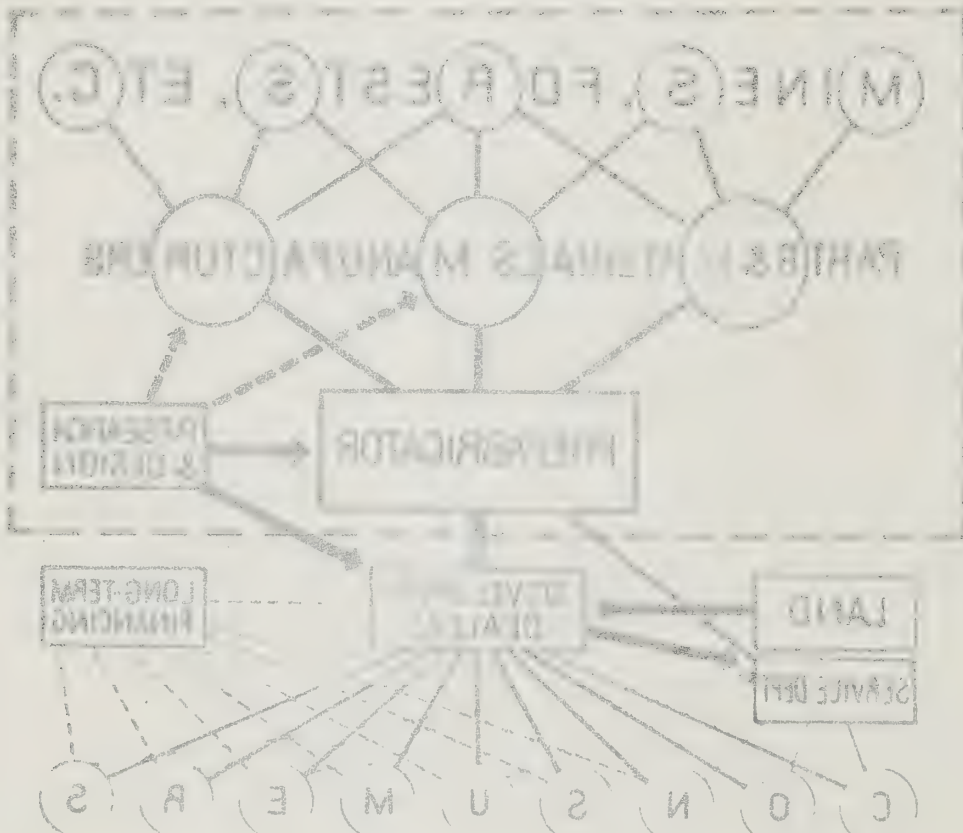 MINES, FORESTS, ETC.
PARTS & MATERIALS MANUFACTURERS
PREFABRICATOR
RESEARCH
& DESIGN
LAND
LONG-TERM
FINANCING
SERVICE DEPT
CONSUMERS